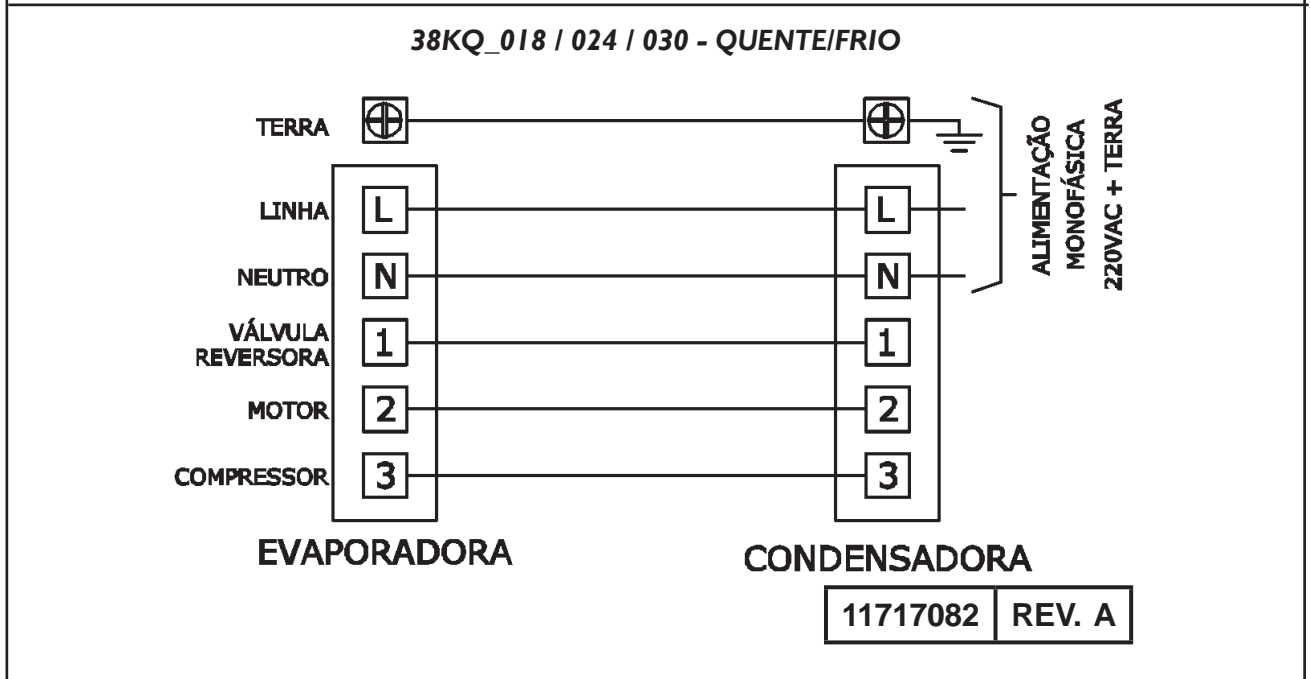 38KQ_018 / 024 / 030 - QUENTE/FRIO
TERRA
LINHA L L
NEUTRO N N
VÁLVULA
REVERSORA 1 1
MOTOR 2 2
COMPRESSOR 3 3
ALIMENTAÇÃO
MONOFÁSICA
220VAC + TERRA
EVAPORADORA
CONDENSADORA
11717082 REV. A